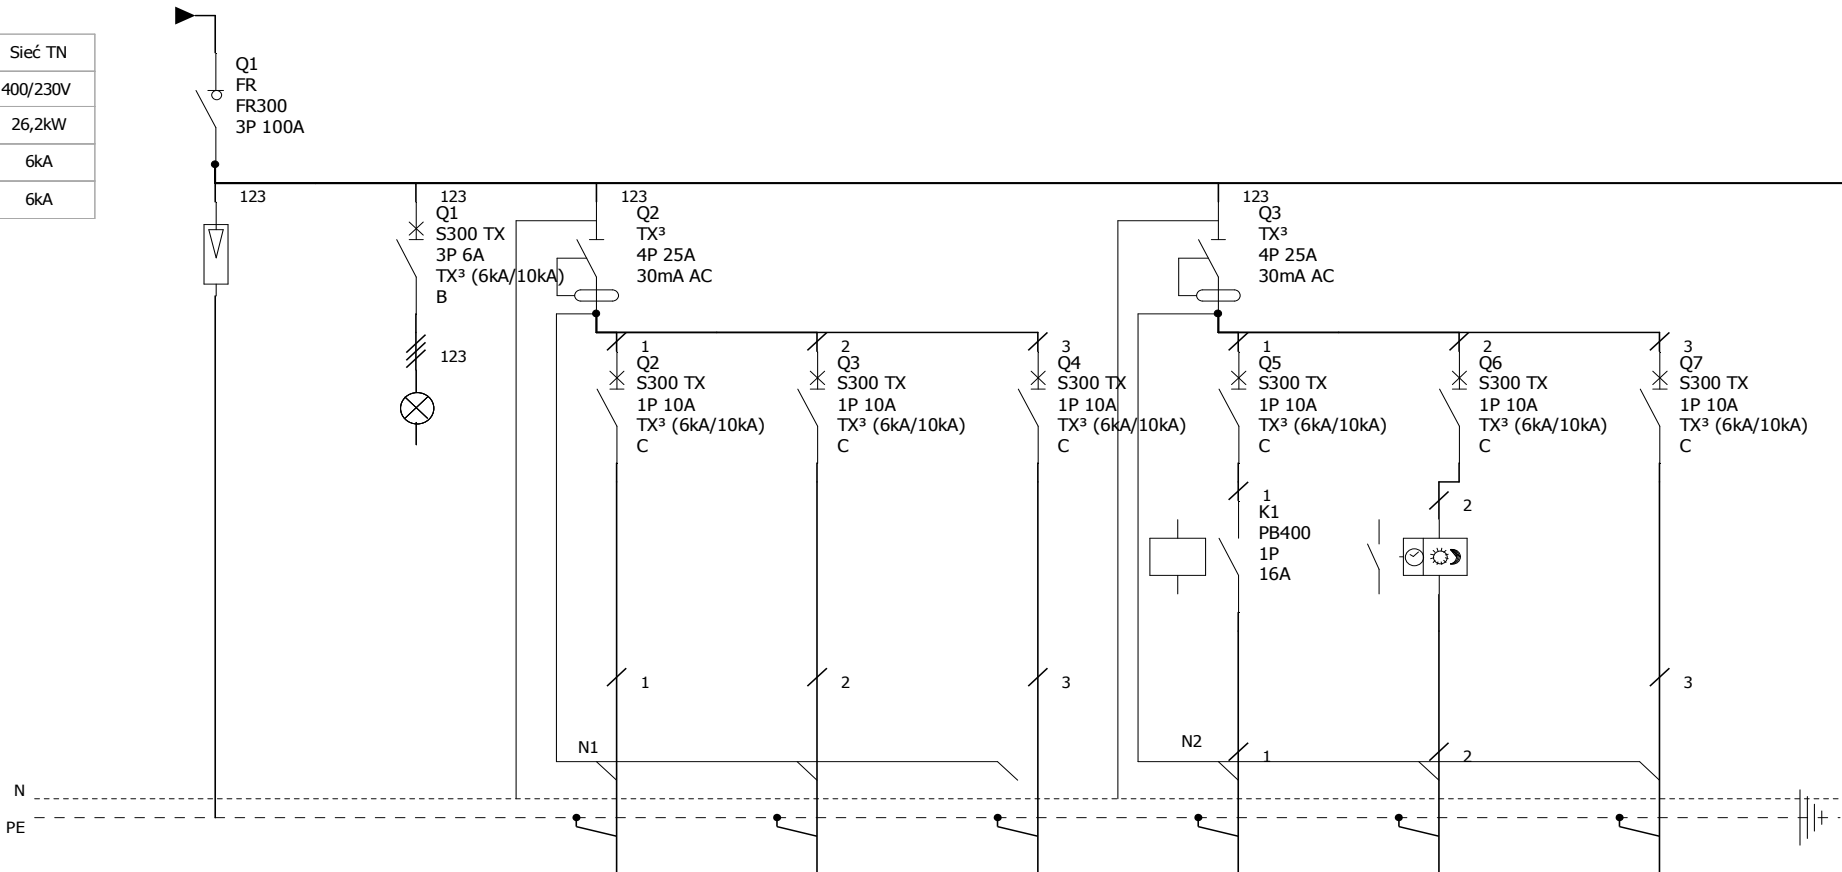 Sieć TN
400/230V
26,2kW
6kA
6kA
Q1
FR
FR300
3P 100A
123
123
Q1
S300 TX
3P 6A
TX³ (6kA/10kA)
B
123
123
Q2
TX³
4P 25A
30mA AC
123
Q3
TX³
4P 25A
30mA AC
1
Q2
S300 TX
1P 10A
TX³ (6kA/10kA)
C
2
Q3
S300 TX
1P 10A
TX³ (6kA/10kA)
C
3
Q4
S300 TX
1P 10A
TX³ (6kA/10kA)
C
1
Q5
S300 TX
1P 10A
TX³ (6kA/10kA)
C
2
Q6
S300 TX
1P 10A
TX³ (6kA/10kA)
C
3
Q7
S300 TX
1P 10A
TX³ (6kA/10kA)
C
1
K1
PB400
1P
16A
2
1
2
3
3
N1
N2
1
2
N
PE